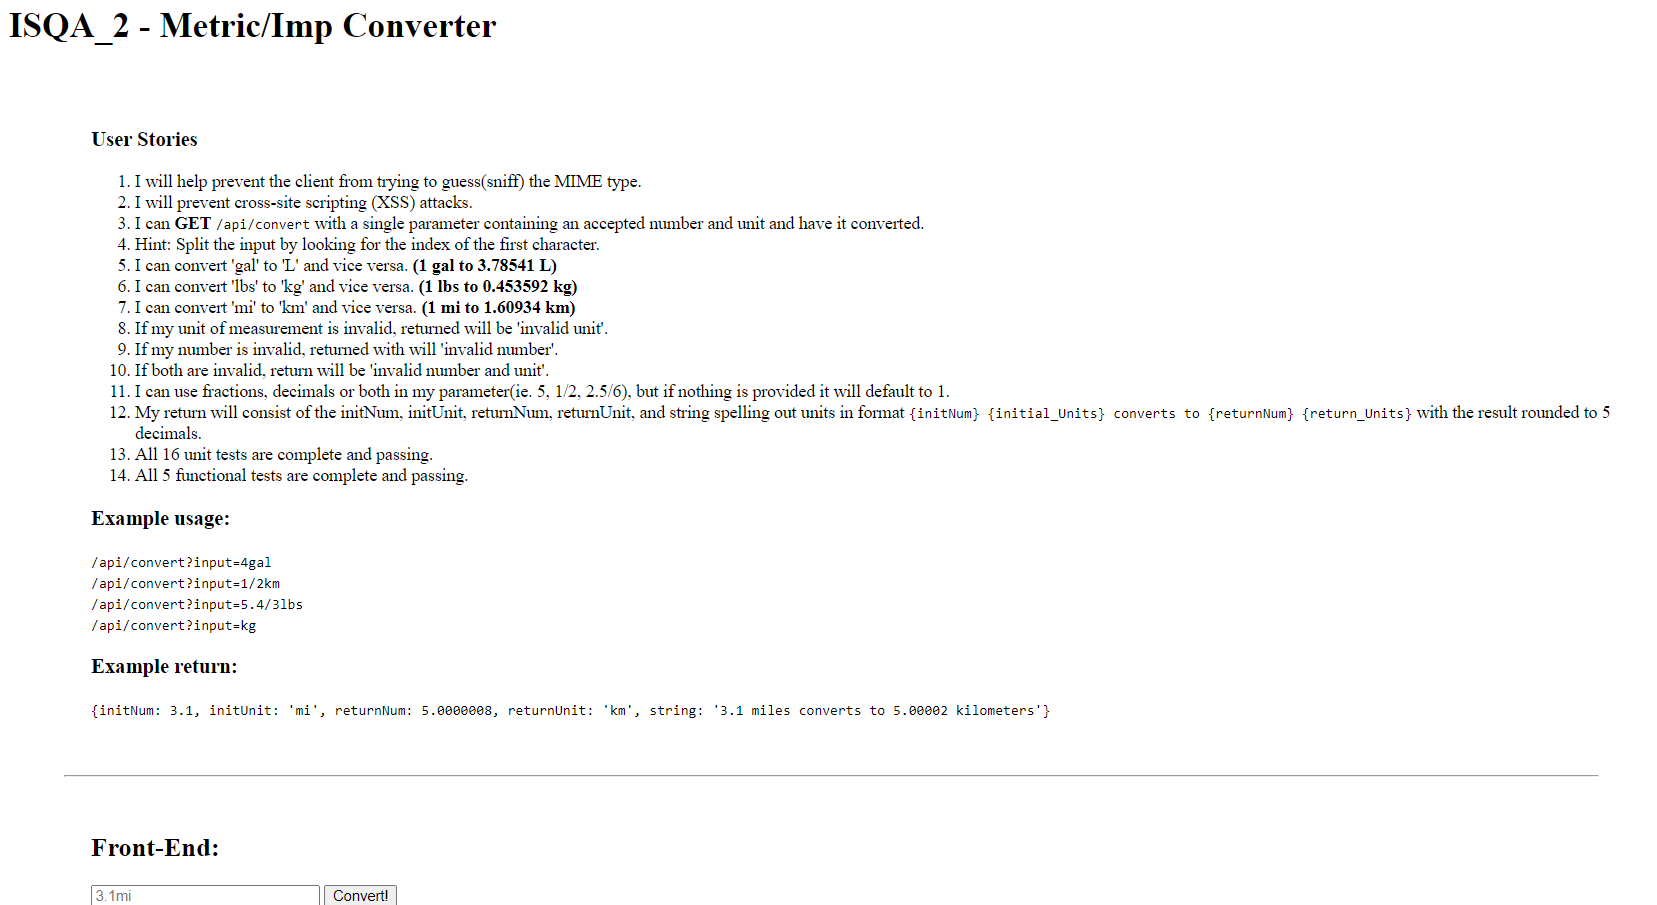 ISQA_2 - Metric/Imp Converter
User Stories
1. I will help prevent the client from trying to guess(sniff) the MIME type.
2. I will prevent cross-site scripting (XSS) attacks.
3. I can GET /api/convert with a single parameter containing an accepted number and unit and have it converted.
4. Hint: Split the input by looking for the index of the first character.
5. I can convert 'gal' to 'L' and vice versa. (1 gal to 3.78541 L)
6. I can convert 'lbs' to 'kg' and vice versa. (1 lbs to 0.453592 kg)
7. I can convert 'mi' to 'km' and vice versa. (1 mi to 1.60934 km)
8. If my unit of measurement is invalid, returned will be 'invalid unit'.
9. If my number is invalid, returned with will 'invalid number'.
10. If both are invalid, return will be 'invalid number and unit'.
11. I can use fractions, decimals or both in my parameter(ie. 5, 1/2, 2.5/6), but if nothing is provided it will default to 1.
12. My return will consist of the initNum, initUnit, returnNum, returnUnit, and string spelling out units in format {initNum} {initial_Units} converts to {returnNum} {return_Units} with the result rounded to 5
decimals.
13. All 16 unit tests are complete and passing.
14. All 5 functional tests are complete and passing.
Example usage:
/api/convert?input=4gal
/api/convert?input=1/2km
/api/convert?input=5.4/3lbs
/api/convert?input=kg
Example return:
{initNum: 3.1, initUnit: 'mi', returnNum: 5.0000008, returnUnit: 'km', string: '3.1 miles converts to 5.00002 kilometers'}
Front-End:
3.1mi Convert!